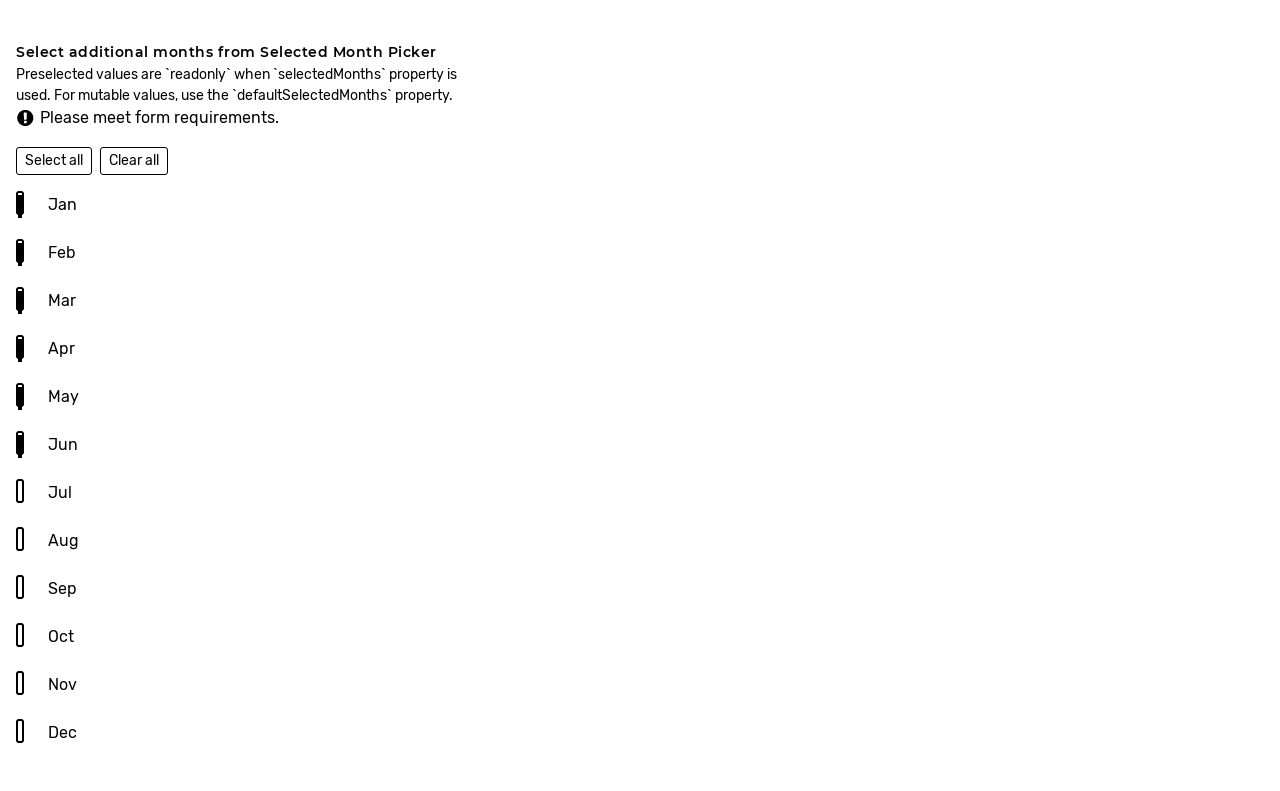 Select additional months from Selected Month Picker
Preselected values are `readonly` when `selectedMonths` property is
used. For mutable values, use the `defaultSelectedMonths` property.
Please meet form requirements.
Select all Clear all
Jan
Feb
Mar
Apr
May
Jun
Jul
Aug
Sep
Oct
Nov
Dec